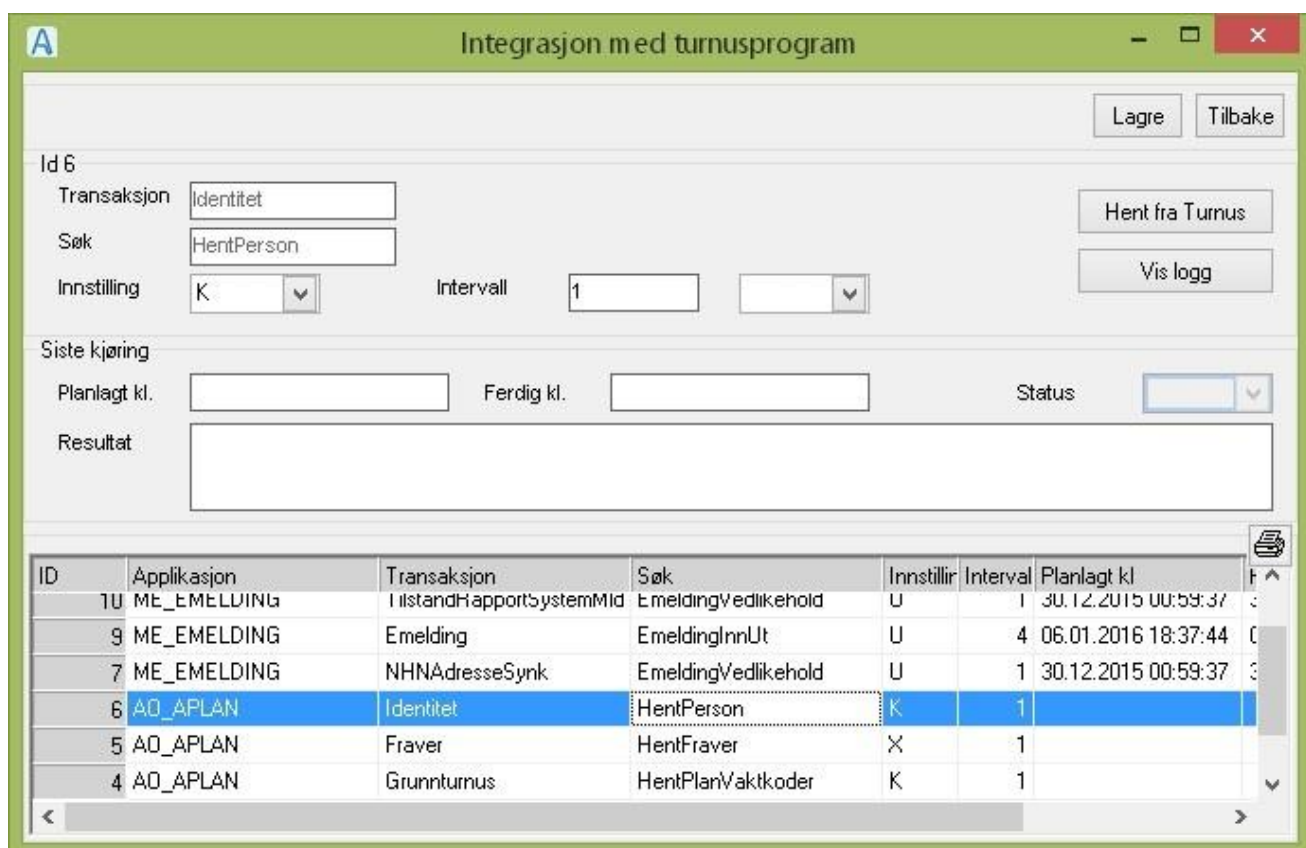 A Integrasjon med turnusprogram
Lagre Tilbake
Id 6
Transaksjon Identitet
Hent fra Turnus
Søk HentPerson
Vis logg
Innstilling K Intervall 1
Siste kjøring
Planlagt kl. Ferdig kl. Status
Resultat
ID Applikasjon Transaksjon Søk Innstillir Interval Planlagt kl
10 ME_EMELDING TilstandRapportSystemMld EmeldingVedlikehold U 1 30.12.2015 00:59:37
9 ME_EMELDING Emelding EmeldingInnUt U 4 06.01.2016 18:37:44
7 ME_EMELDING NHNAdresseSynk EmeldingVedlikehold U 1 30.12.2015 00:59:37
6 AO_APLAN Identitet HentPerson K 1
5 AO_APLAN Fraver HentFraver X 1
4 AO_APLAN Grunnturnus HentPlanVaktkoder K 1